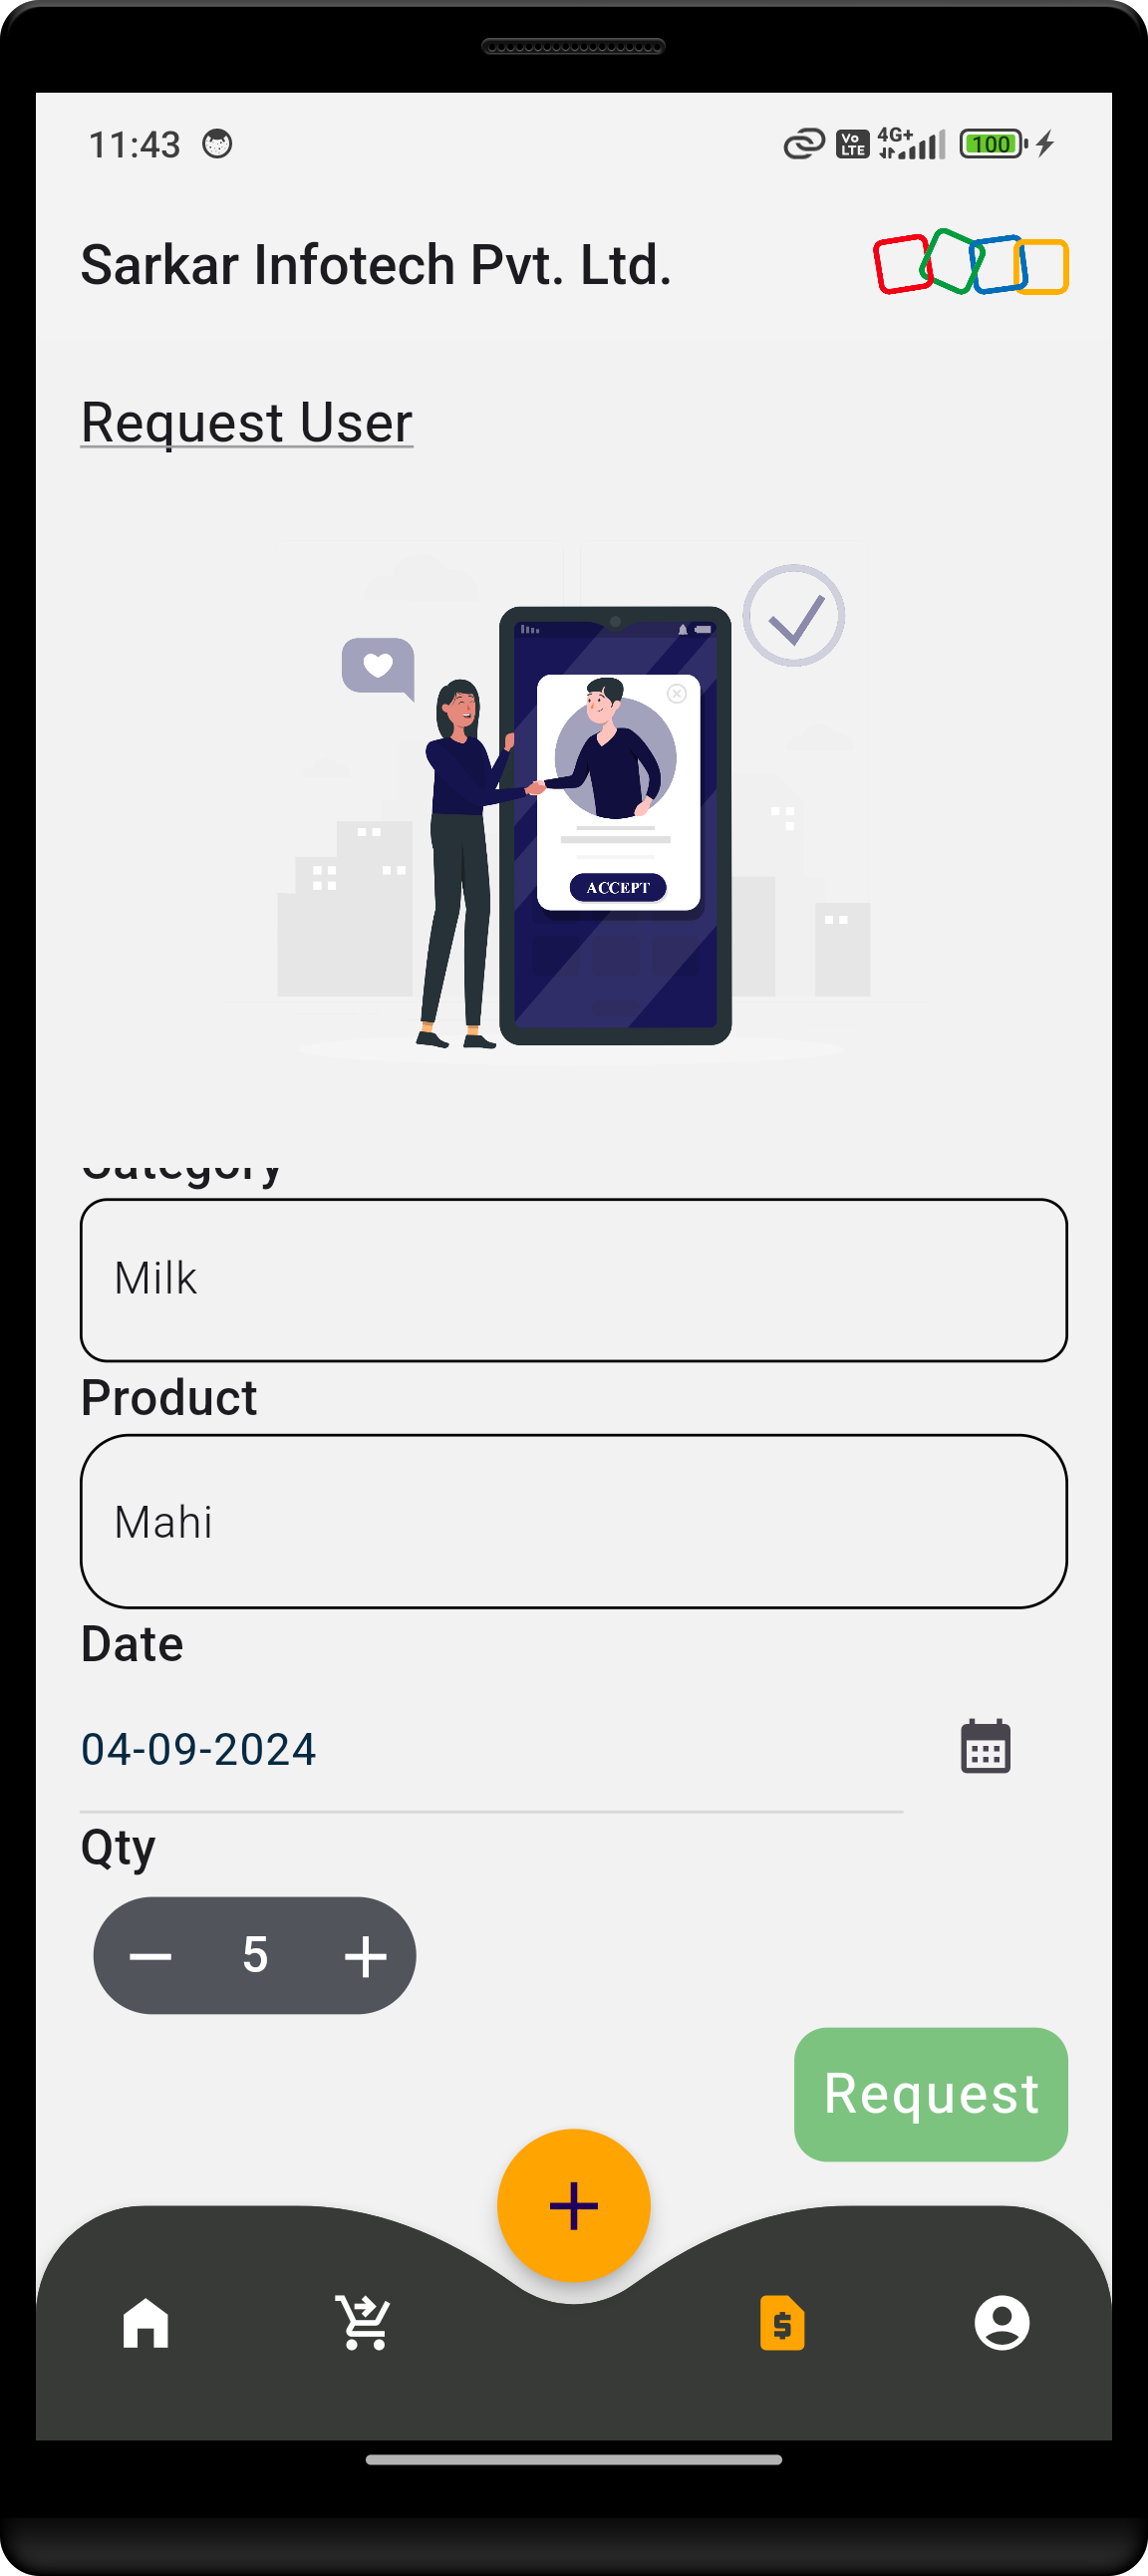 11:43
Vo LTE 4G+ 100
Sarkar Infotech Pvt. Ltd.
Request User
ACCEPT
Category
Milk
Product
Mahi
Date
04-09-2024
Qty
5
Request